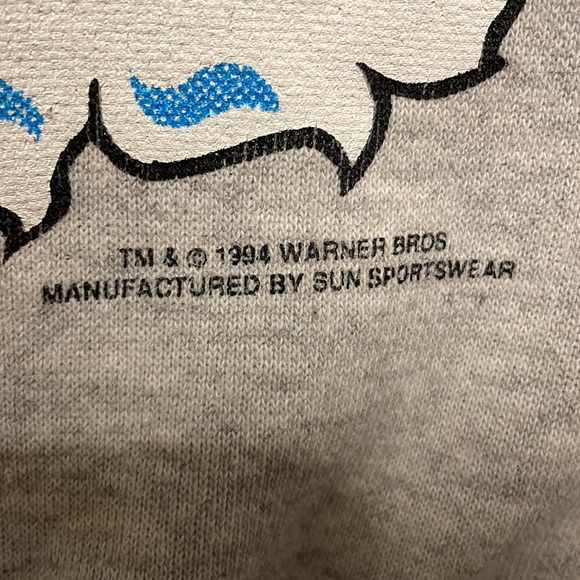 TM & © 1994 WARNER BROS
MANUFACTURED BY SUN SPORTSWEAR